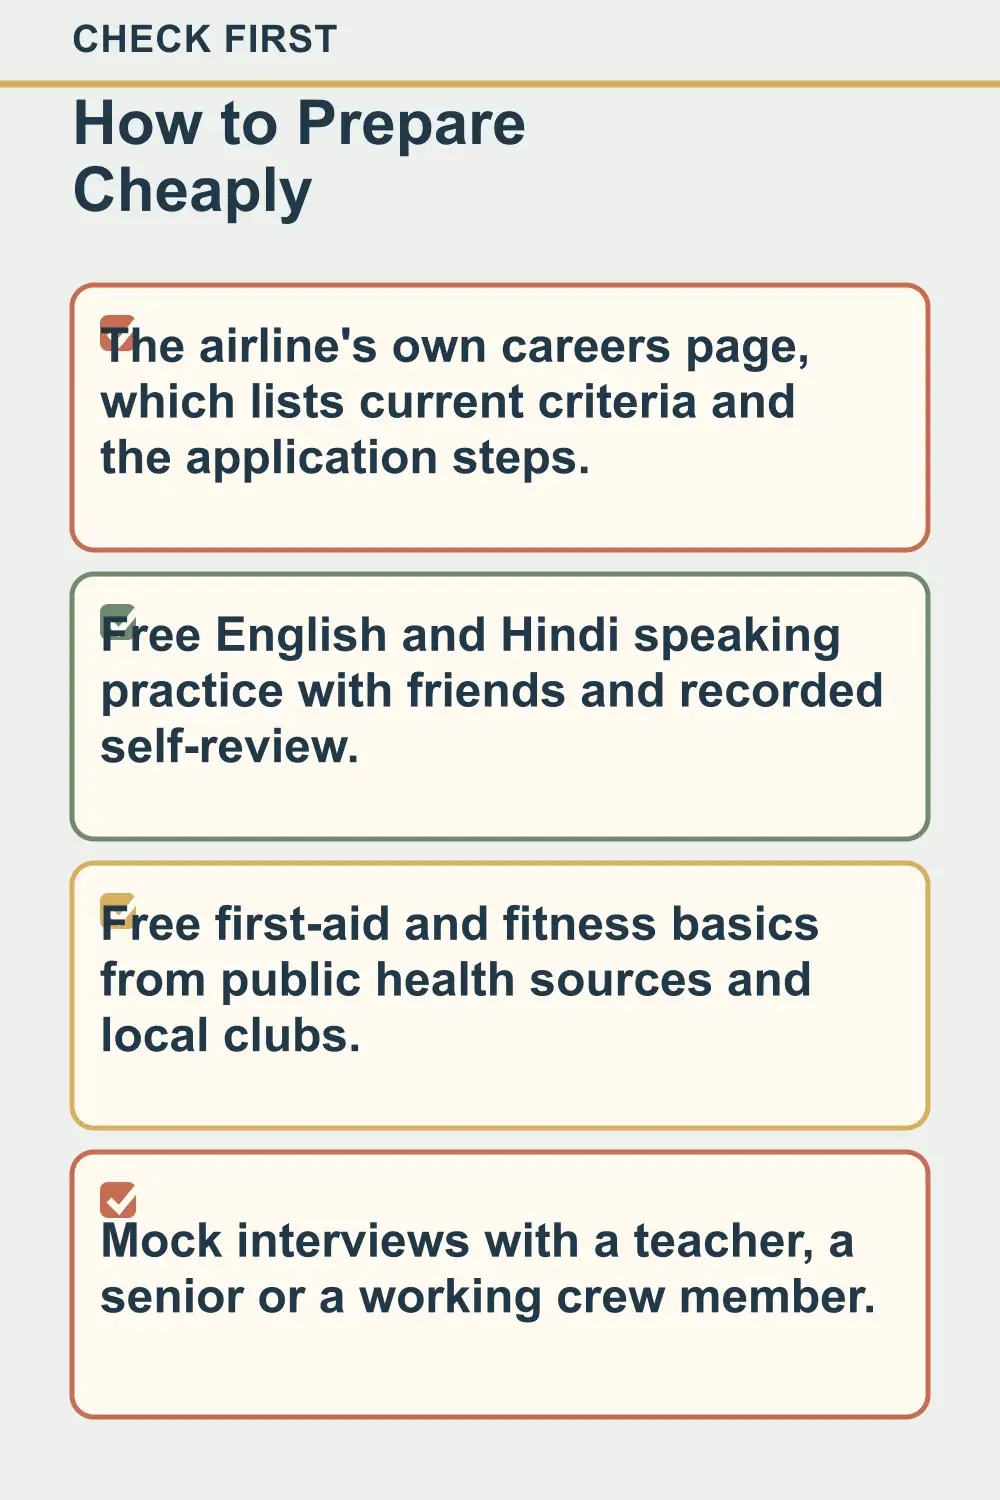 CHECK FIRST
How to Prepare
Cheaply
The airline's own careers page,
which lists current criteria and
the application steps.
Free English and Hindi speaking
practice with friends and recorded
self-review.
Free first-aid and fitness basics
from public health sources and
local clubs.
Mock interviews with a teacher, a
senior or a working crew member.